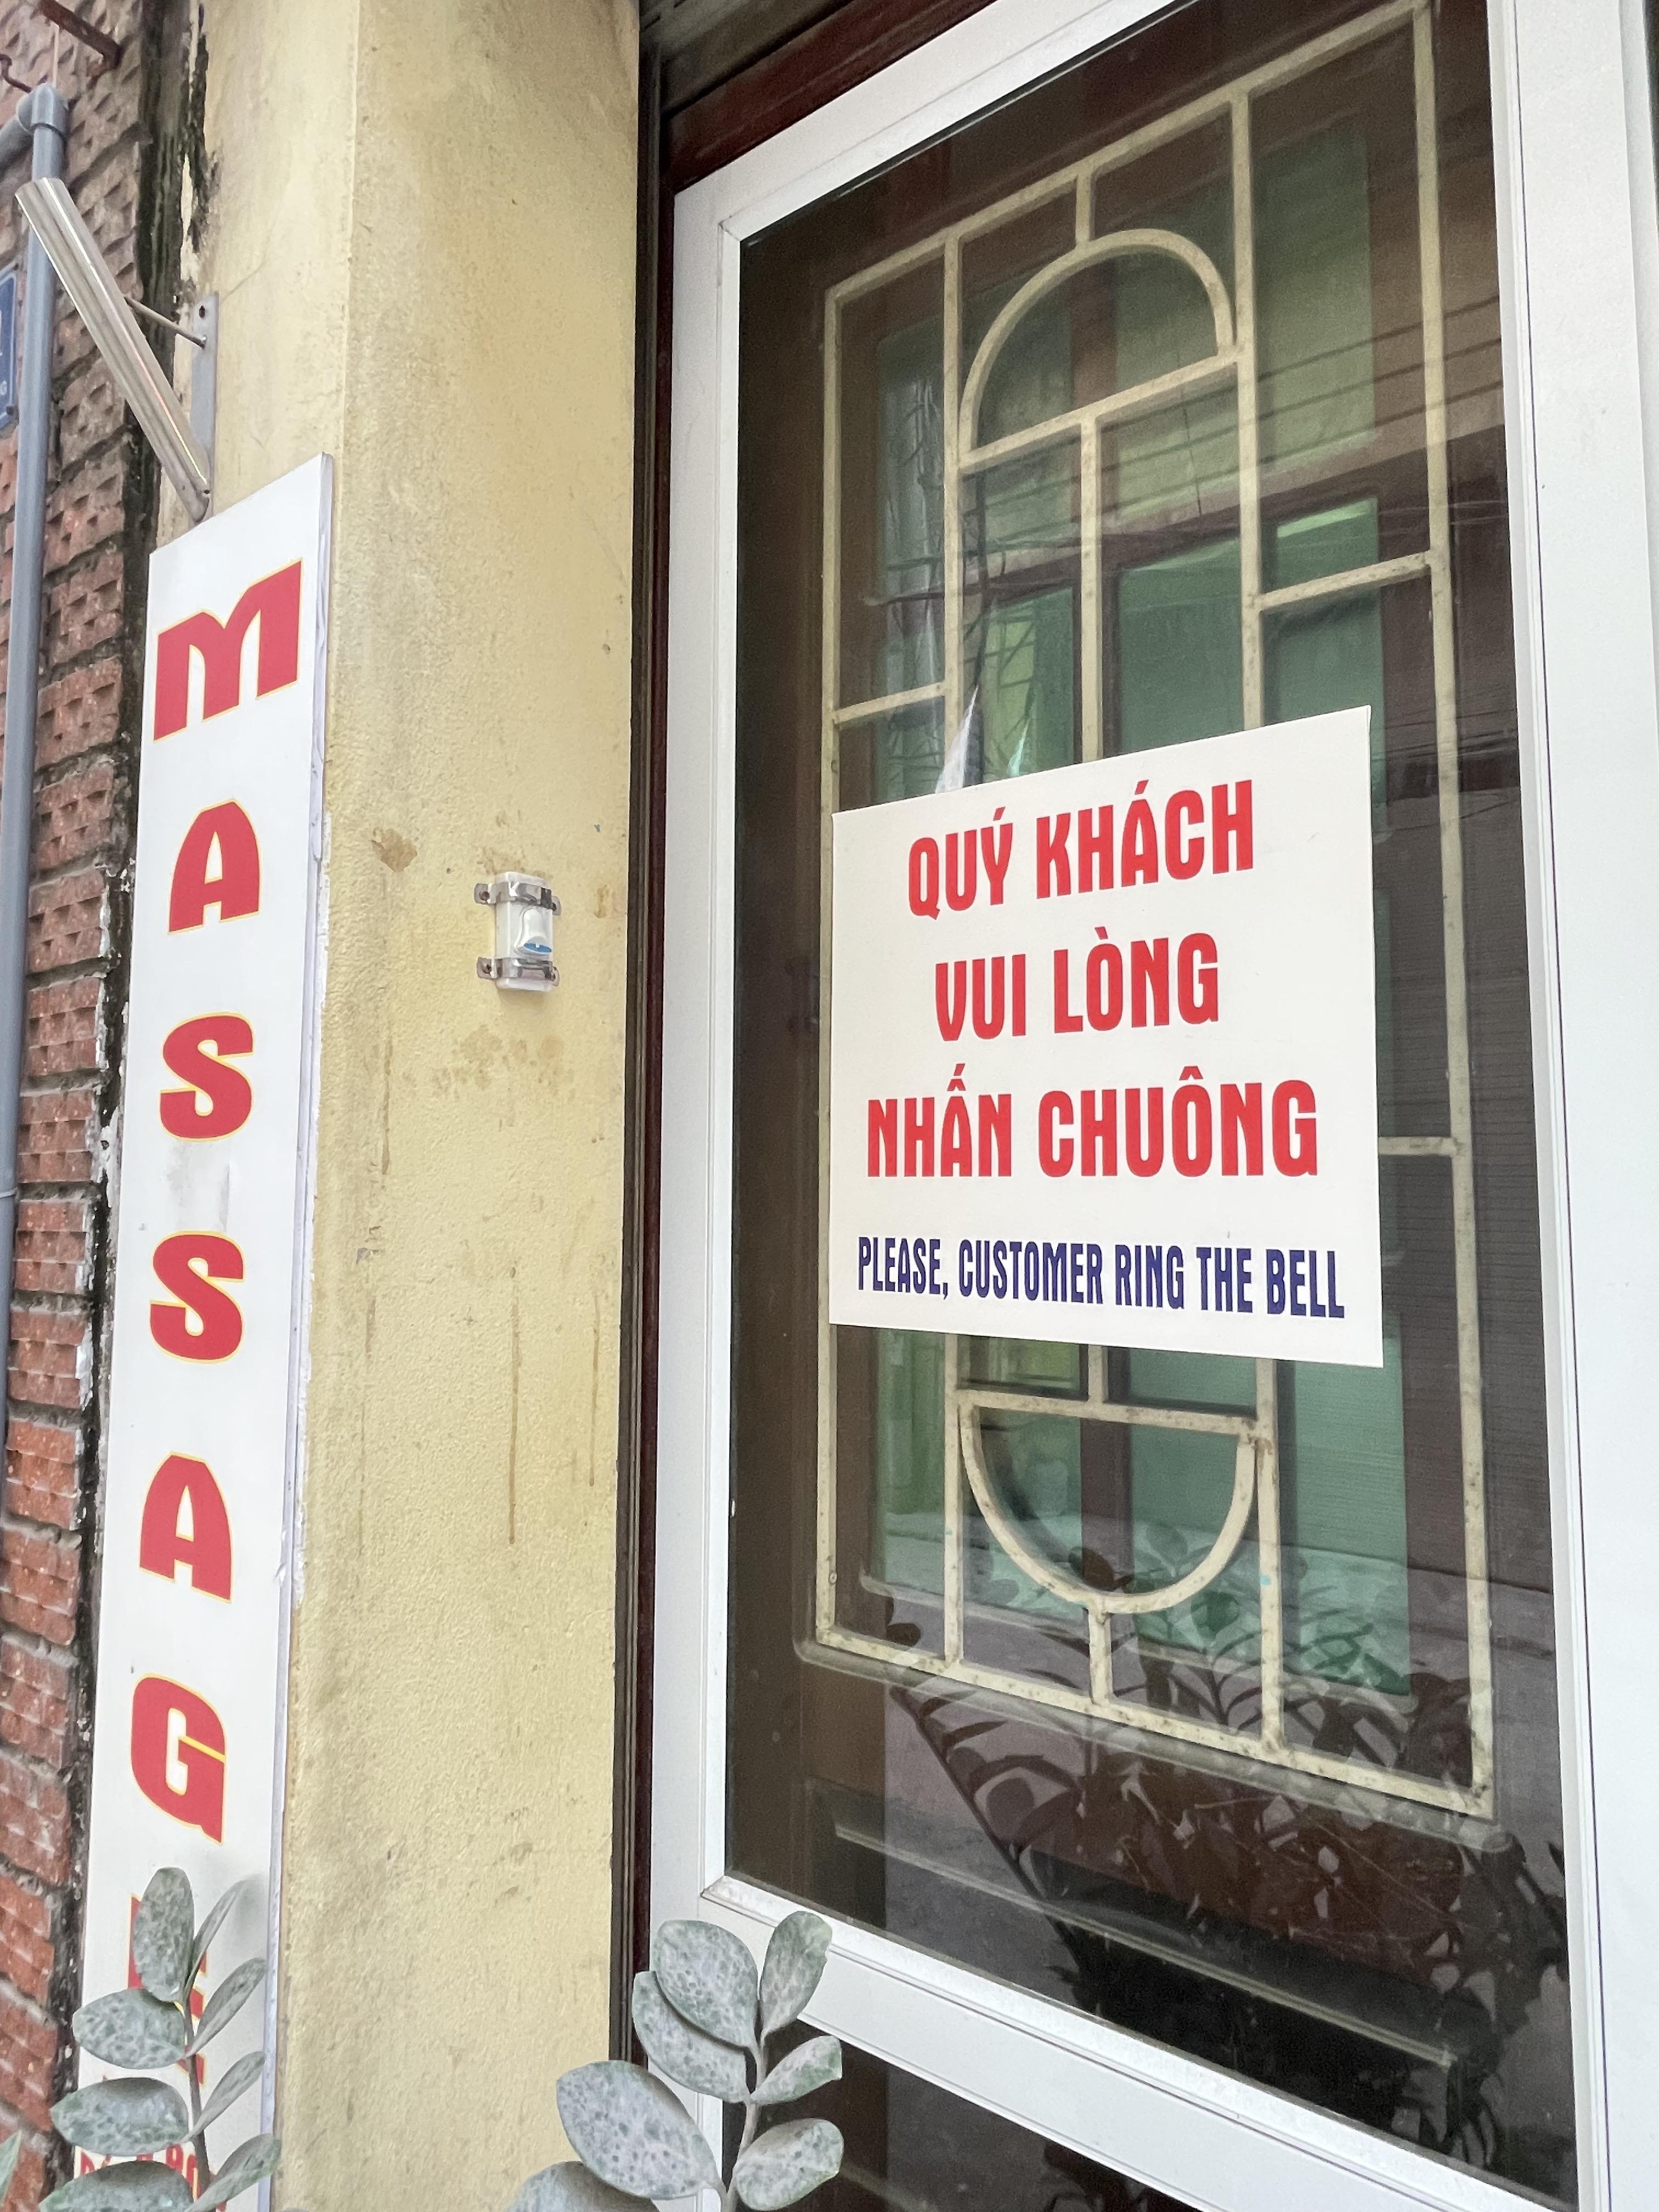 MASSAGE
QUÝ KHÁCH
VUI LÒNG
NHẤN CHUÔNG
PLEASE, CUSTOMER RING THE BELL